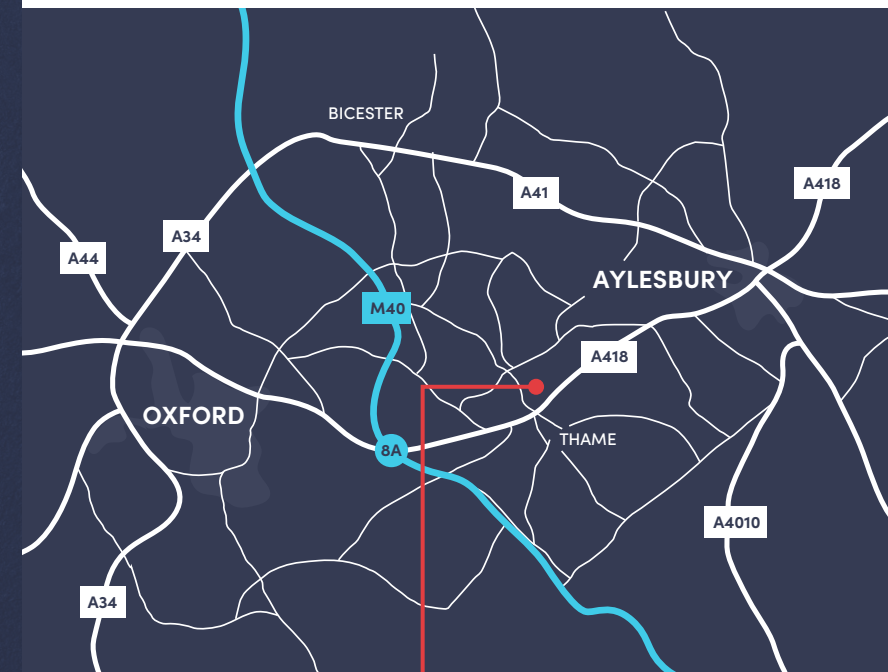 BICESTER
A41
A418
A34
A44
AYLESBURY
M40
A418
OXFORD
THAME
8A
A4010
A34